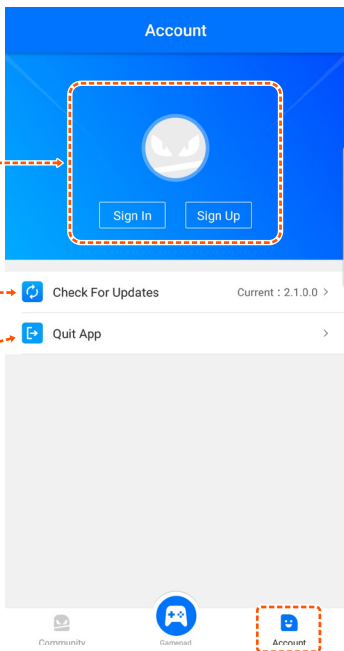 Account
Sign In
Sign Up
Check For Updates
Current : 2.1.0.0
Quit App
Community
Gamepad
Account